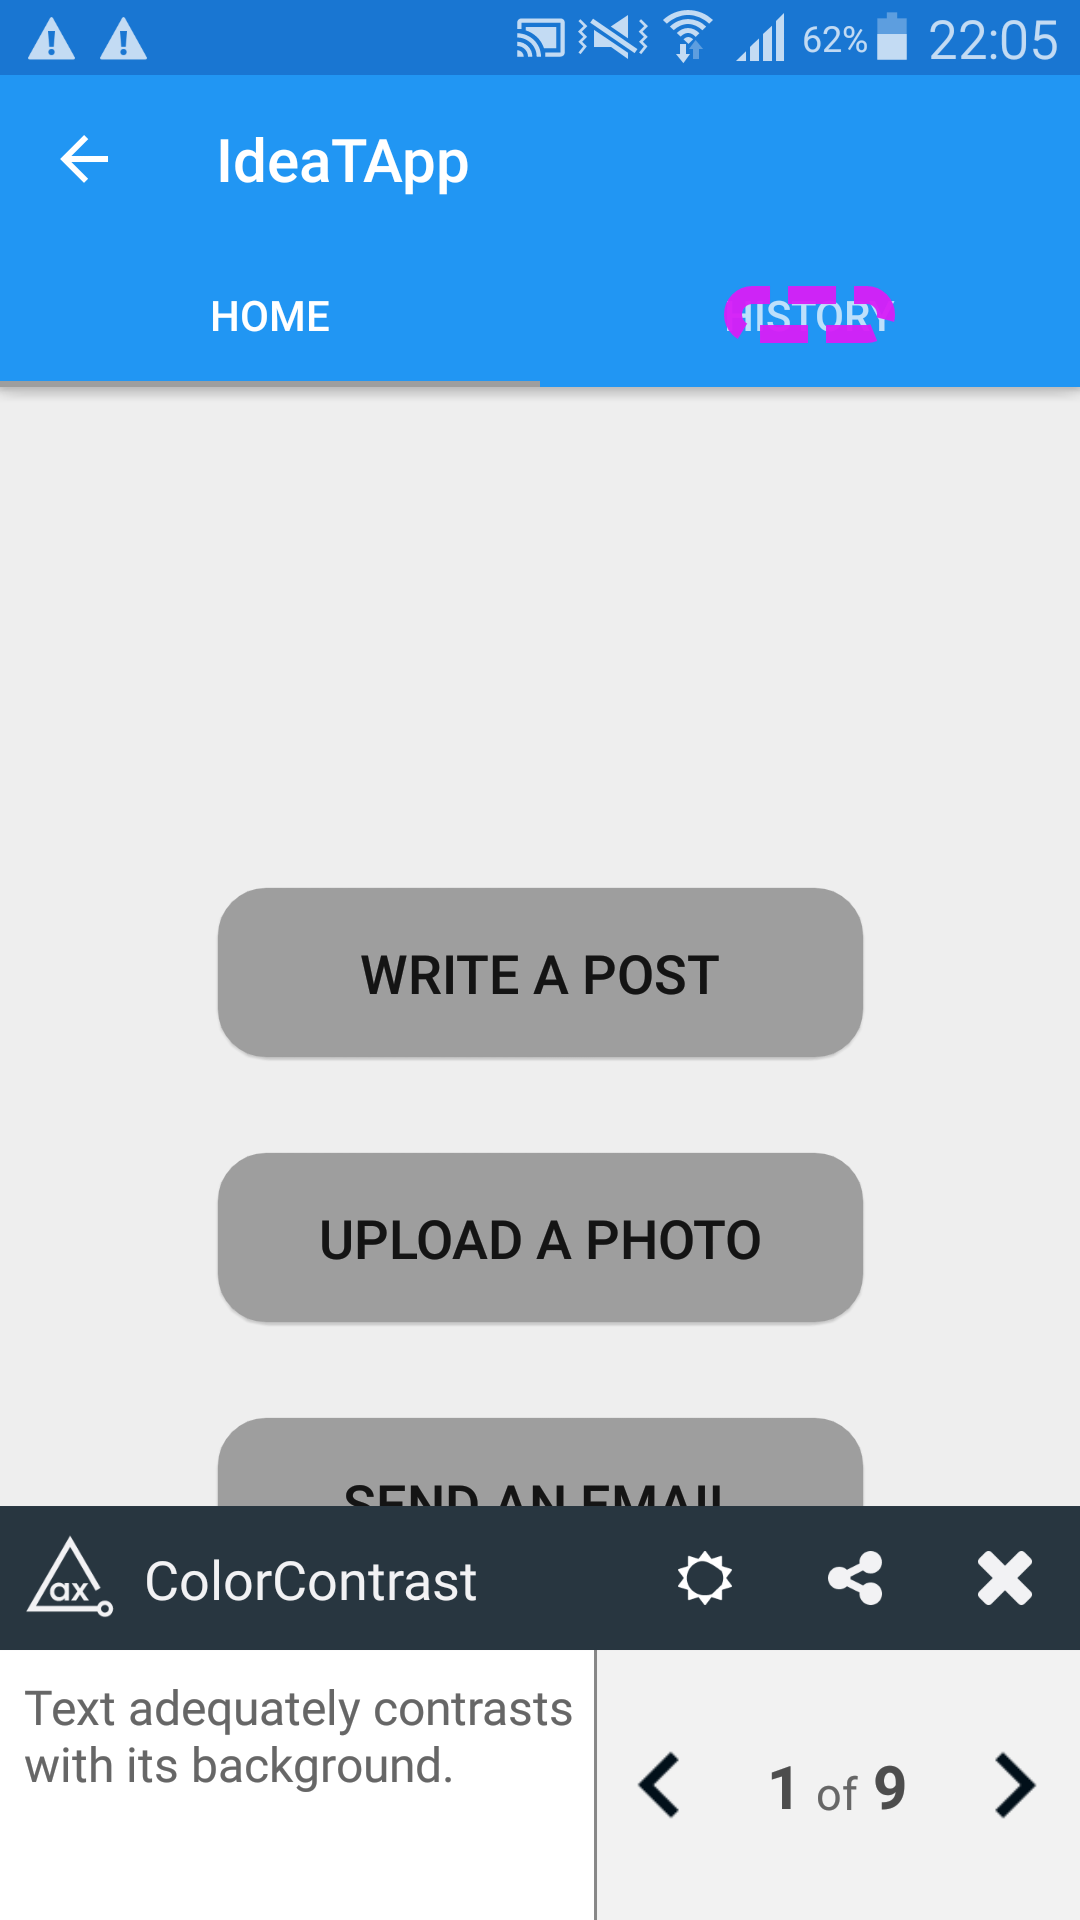 62% 22:05
IdeaTApp
HOME HISTORY
WRITE A POST
UPLOAD A PHOTO
SEND AN EMAIL
ax ColorContrast
Text adequately contrasts
with its background.
1 of 9